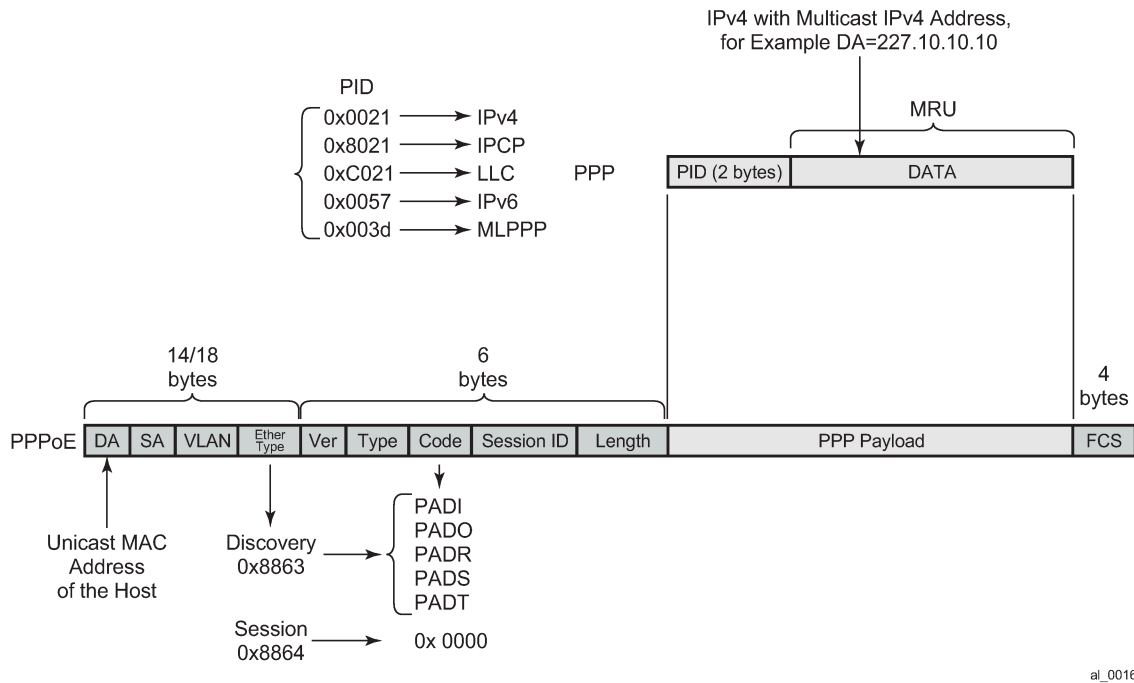 IPv4 with Multicast IPv4 Address,
for Example DA=227.10.10.10
PID
0x0021 IPv4
0x8021 IPCP
0xC021 LLC
0x0057 IPv6
0x003d MLPPP
MRU
PPP PID (2 bytes) DATA
14/18
bytes
6
bytes
4
bytes
PPPoE DA SA VLAN Ether Type Ver Type Code Session ID Length PPP Payload FCS
Unicast MAC
Address
of the Host
Discovery
0x8863
PADI
PADO
PADR
PADS
PADT
Session
0x8864
0x 0000
al_0016